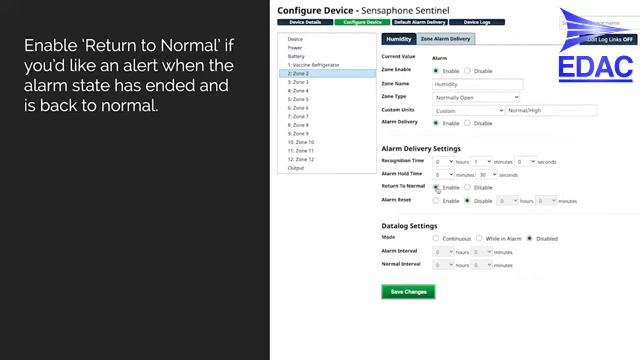 Enable 'Return to Normal' if
you'd like an alert when the
alarm state has ended and
is back to normal.
Configure Device - Sensaphone Sentinel
Device Details
Configure Device
Default Alarm Delivery
Device Logs
EDAC
Device
Power
Battery
1: Vaccine Refrigerator
2: Zone 2
3: Zone 3
4: Zone 4
5: Zone 5
6: Zone 6
7: Zone 7
8: Zone 8
9: Zone 9
10: Zone 10
11: Zone 11
12: Zone 12
Output
Humidity
Zone Alarm Delivery
Edit Log Links OFF
Current Value Alarm
Zone Enable Enable Disable
Zone Name Humidity
Zone Type Normally Open
Custom Units Custom Normal/High
Alarm Delivery Enable Disable
Alarm Delivery Settings
Recognition Time 0 hours 1 minutes 0 seconds
Alarm Hold Time 0 minutes 30 seconds
Return To Normal Enable Disable
Alarm Reset Enable Disable 0 hours 0 minutes
Datalog Settings
Mode Continuous While in Alarm Disabled
Alarm Interval 0 hours 0 minutes
Normal Interval 0 hours 0 minutes
Save Changes